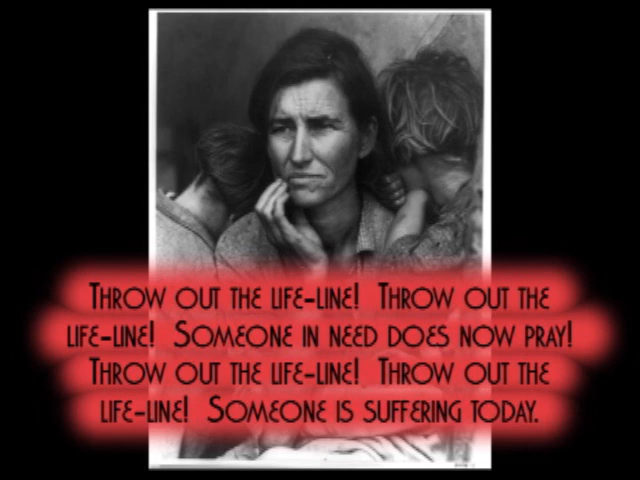 Throw out the life-line!  Throw out the
life-line!  Someone in need does now pray!
Throw out the life-line!  Throw out the
life-line!  Someone is suffering today.